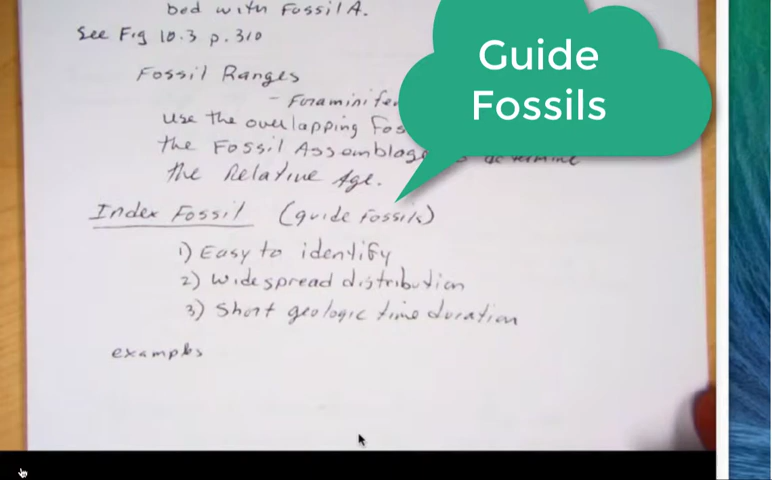 bed with Fossil A.
See Fig 10.3 p. 310
Fossil Ranges
- Foraminifer
use the overlapping Fos
the Fossil Assemblage determine
the Relative Age.
Index Fossil (guide Fossils)
1) Easy to identify
2) Widespread distribution
3) Short geologic time duration
examples
Guide
Fossils